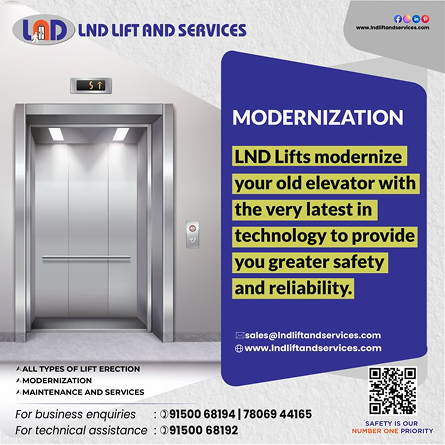 LND LND LIFT AND SERVICES
www.lndliftandservices.com
5
MODERNIZATION
LND Lifts modernize
your old elevator with
the very latest in
technology to provide
you greater safety
and reliability.
sales@lndliftandservices.com
www.lndliftandservices.com
ALL TYPES OF LIFT ERECTION
MODERNIZATION
MAINTENANCE AND SERVICES
For business enquiries : 91500 68194 | 78069 44165
For technical assistance : 91500 68192
SAFETY IS OUR
NUMBER ONE PRIORITY